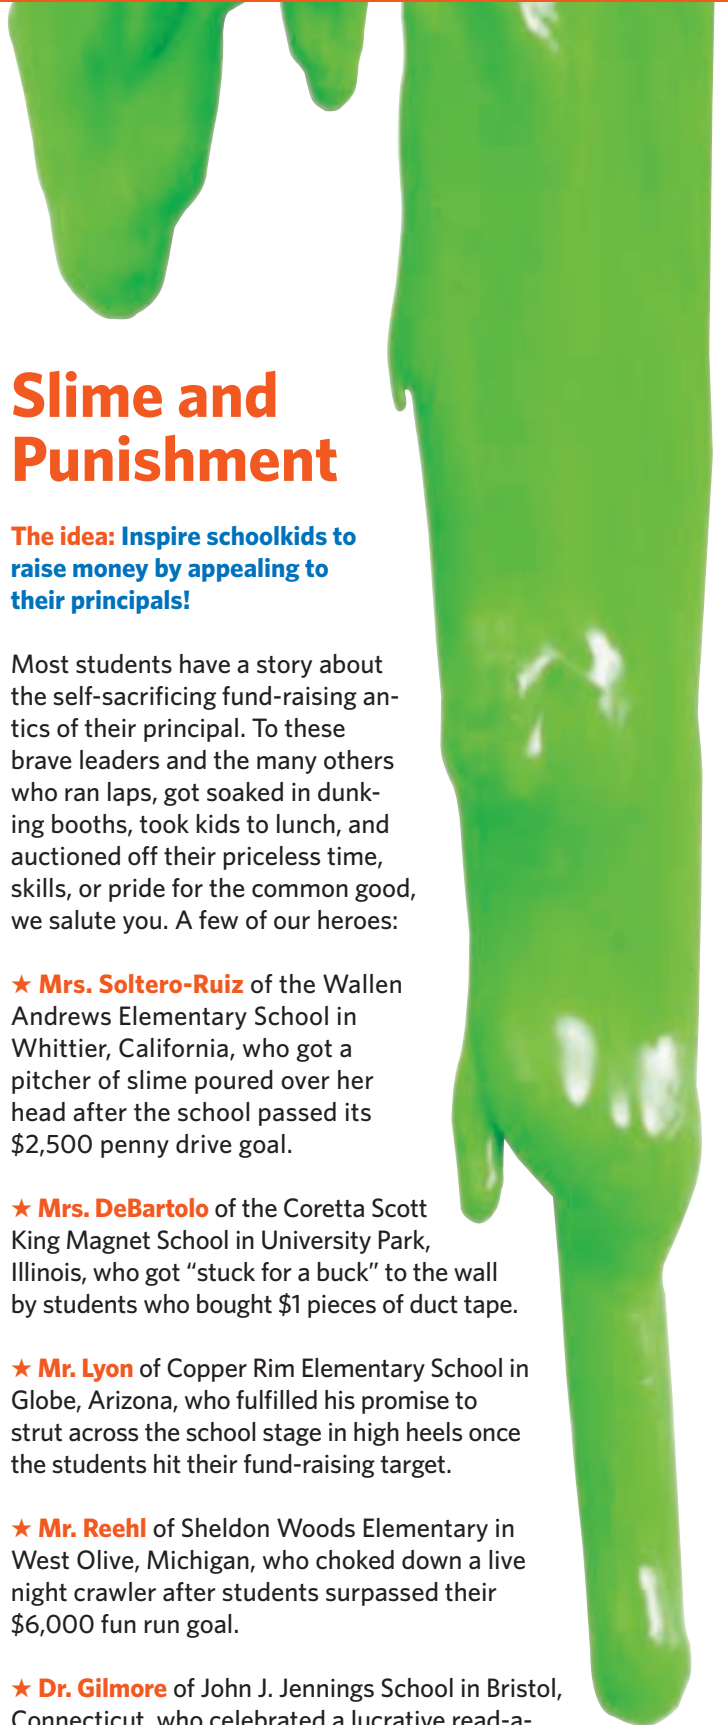 Slime and
Punishment
The idea: Inspire schoolkids to
raise money by appealing to
their principals!
Most students have a story about
the self-sacrificing fund-raising an-
tics of their principal. To these
brave leaders and the many others
who ran laps, got soaked in dunk-
ing booths, took kids to lunch, and
auctioned off their priceless time,
skills, or pride for the common good,
we salute you. A few of our heroes:
★ Mrs. Soltero-Ruiz of the Wallen
Andrews Elementary School in
Whittier, California, who got a
pitcher of slime poured over her
head after the school passed its
$2,500 penny drive goal.
★ Mrs. DeBartolo of the Coretta Scott
King Magnet School in University Park,
Illinois, who got “stuck for a buck” to the wall
by students who bought $1 pieces of duct tape.
★ Mr. Lyon of Copper Rim Elementary School in
Globe, Arizona, who fulfilled his promise to
strut across the school stage in high heels once
the students hit their fund-raising target.
★ Mr. Reehl of Sheldon Woods Elementary in
West Olive, Michigan, who choked down a live
night crawler after students surpassed their
$6,000 fun run goal.
★ Dr. Gilmore of John J. Jennings School in Bristol,
Connecticut, who celebrated a lucrative read-a-